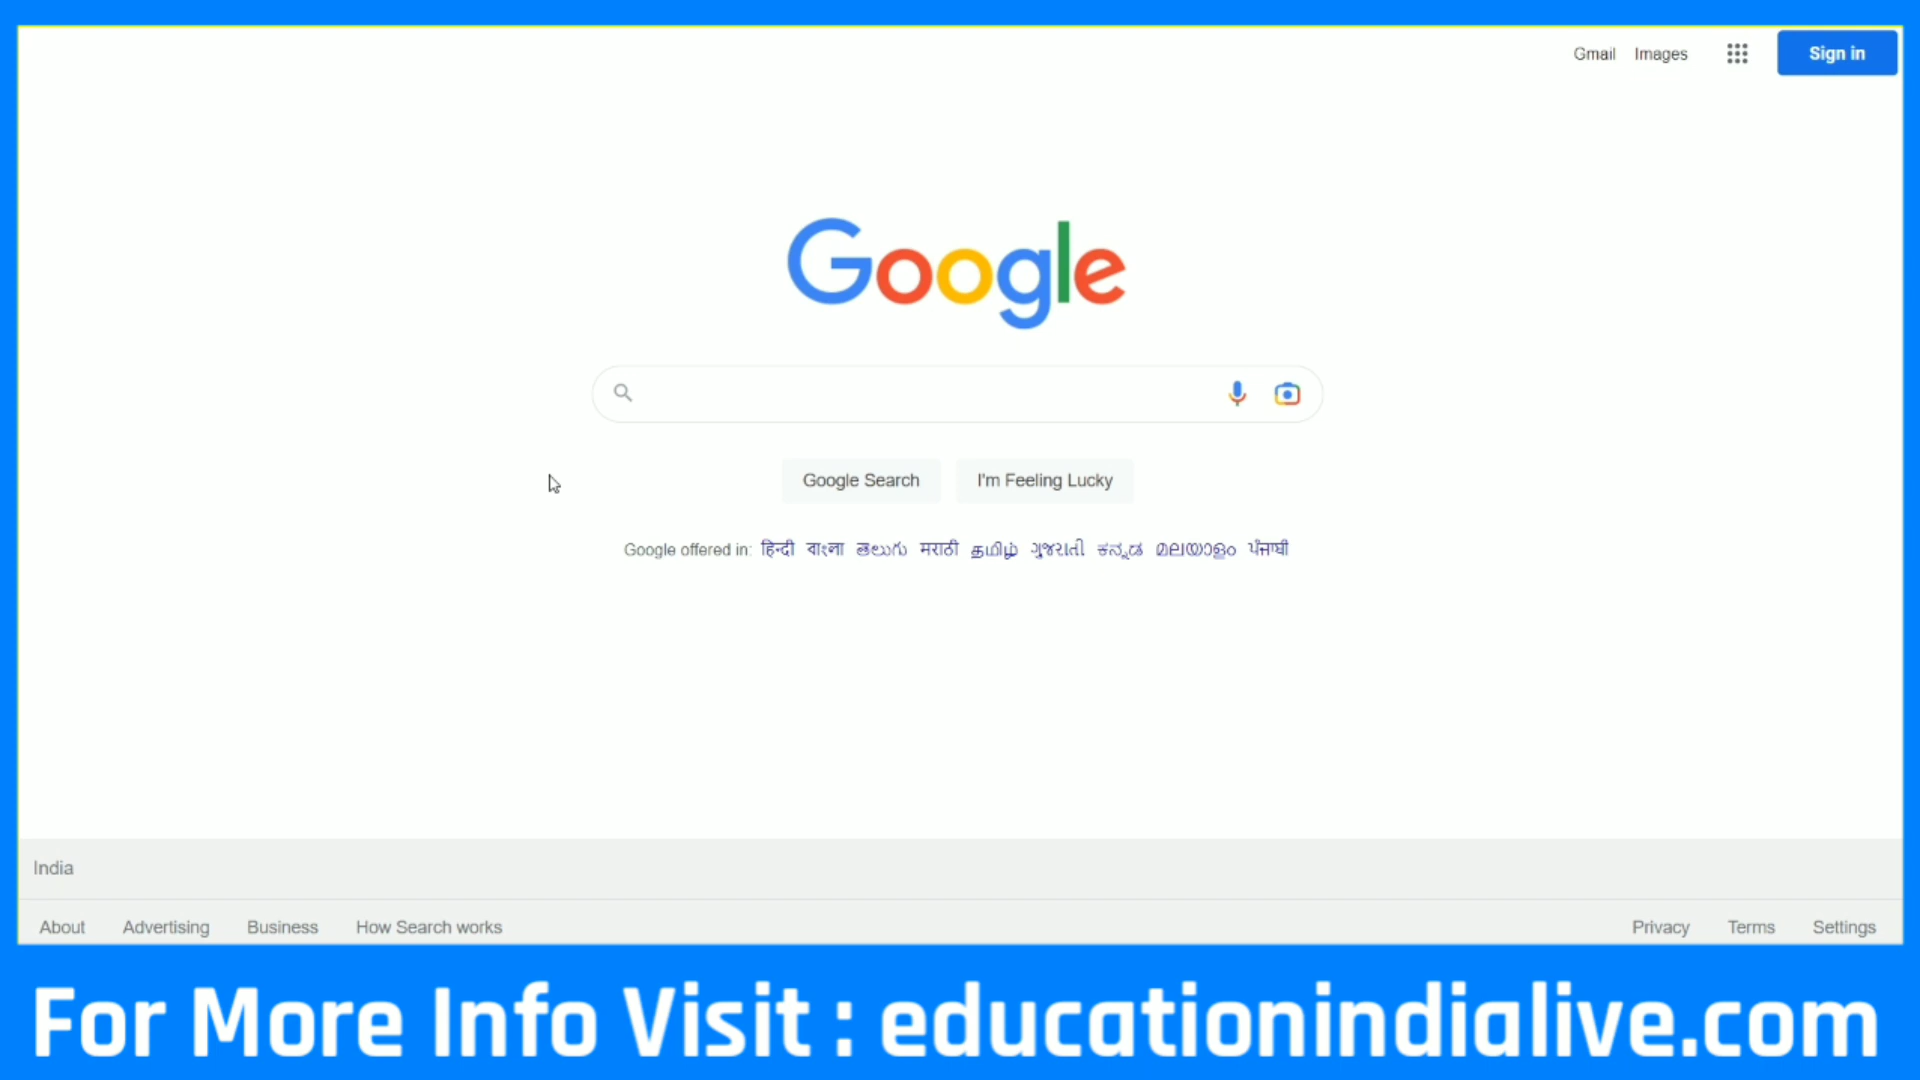 Gmail Images Sign in
Google
Google Search I'm Feeling Lucky
Google offered in: हिन्दी বাংলা తెలుగు मराठी தமிழ் ગુજરાતી ಕನ್ನಡ മലയാളം ਪੰਜਾਬੀ
India
About Advertising Business How Search works Privacy Terms Settings
For More Info Visit : educationindialive.com